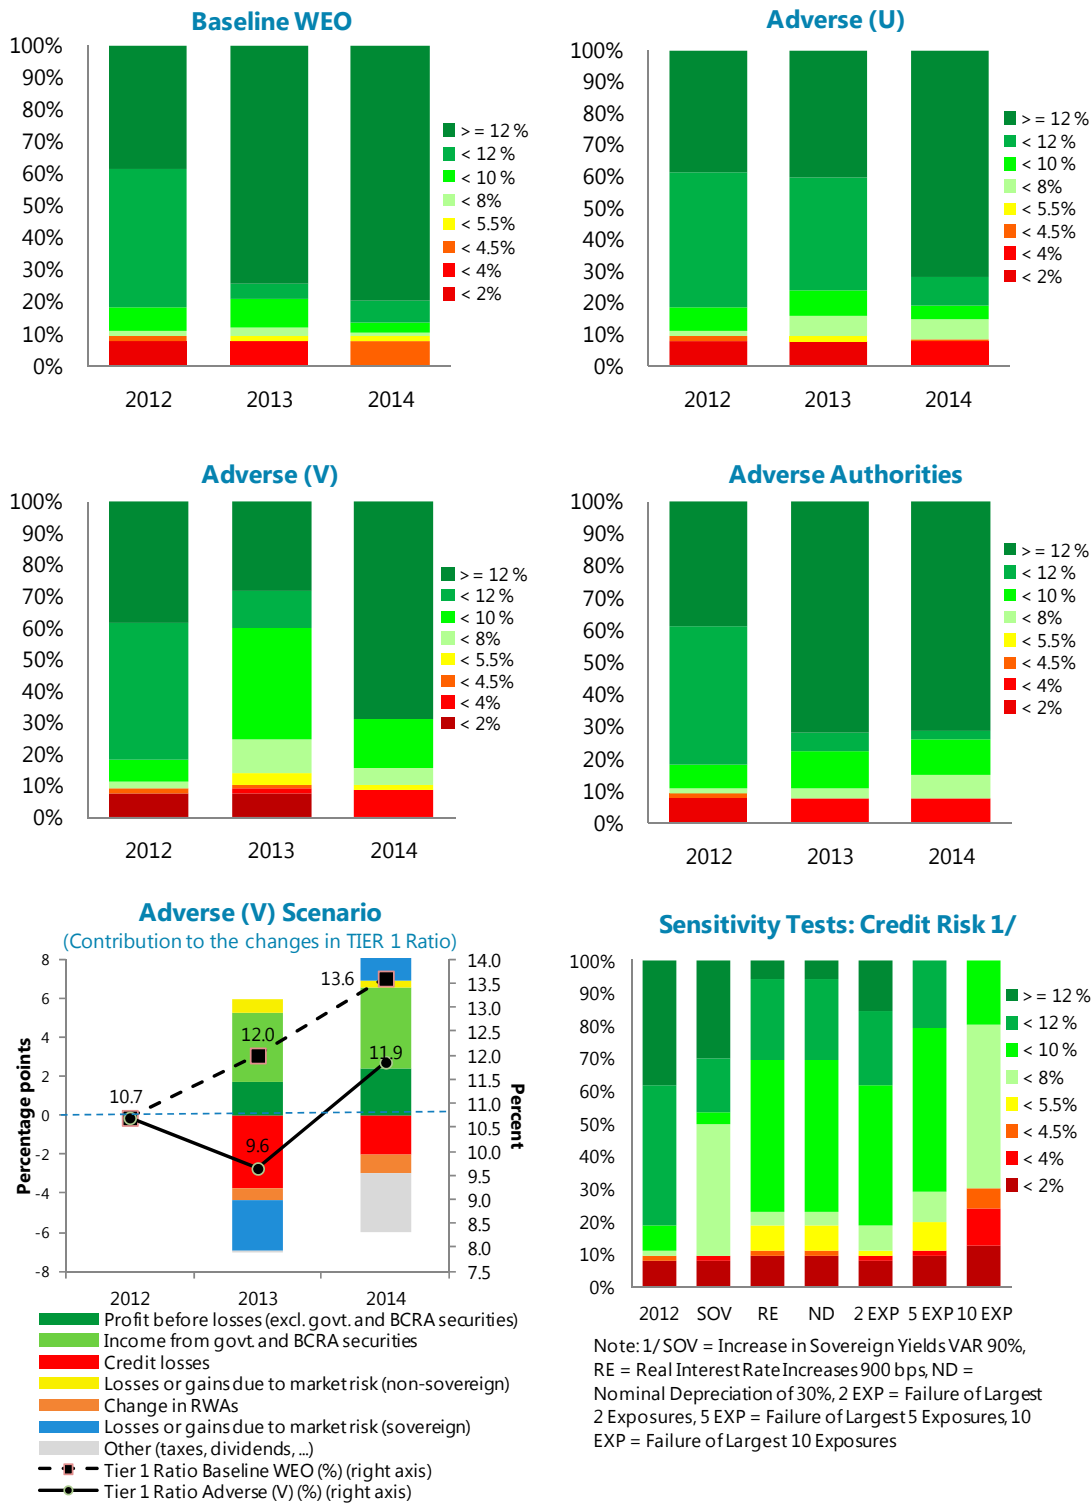 Baseline WEO
100%
90%
80%
70%
60%
50%
40%
30%
20%
10%
0%
2012 2013 2014
> = 12 %
< 12 %
< 10 %
< 8%
< 5.5%
< 4.5%
< 4%
< 2%
Adverse (U)
100%
90%
80%
70%
60%
50%
40%
30%
20%
10%
0%
2012 2013 2014
> = 12 %
< 12 %
< 10 %
< 8%
< 5.5%
< 4.5%
< 4%
< 2%
Adverse (V)
100%
90%
80%
70%
60%
50%
40%
30%
20%
10%
0%
2012 2013 2014
> = 12 %
< 12 %
< 10 %
< 8%
< 5.5%
< 4.5%
< 4%
< 2%
Adverse Authorities
100%
90%
80%
70%
60%
50%
40%
30%
20%
10%
0%
2012 2013 2014
> = 12 %
< 12 %
< 10 %
< 8%
< 5.5%
< 4.5%
< 4%
< 2%
Adverse (V) Scenario
(Contribution to the changes in TIER 1 Ratio)
Percentage points
8
6
4
2
0
-2
-4
-6
-8
10.7
12.0
13.6
9.6
11.9
14.0
13.5
13.0
12.5
12.0
11.5
11.0
10.5
10.0
9.5
9.0
8.5
8.0
7.5
Percent
2012 2013 2014
Profit before losses (excl. govt. and BCRA securities)
Income from govt. and BCRA securities
Credit losses
Losses or gains due to market risk (non-sovereign)
Change in RWAs
Losses or gains due to market risk (sovereign)
Other (taxes, dividends, ...)
Tier 1 Ratio Baseline WEO (%) (right axis)
Tier 1 Ratio Adverse (V) (%) (right axis)
Sensitivity Tests: Credit Risk 1/
100%
90%
80%
70%
60%
50%
40%
30%
20%
10%
0%
2012 SOV RE ND 2 EXP 5 EXP 10 EXP
> = 12 %
< 12 %
< 10 %
< 8%
< 5.5%
< 4.5%
< 4%
< 2%
Note: 1/ SOV = Increase in Sovereign Yields VAR 90%,
RE = Real Interest Rate Increases 900 bps, ND =
Nominal Depreciation of 30%, 2 EXP = Failure of Largest
2 Exposures, 5 EXP = Failure of Largest 5 Exposures, 10
EXP = Failure of Largest 10 Exposures